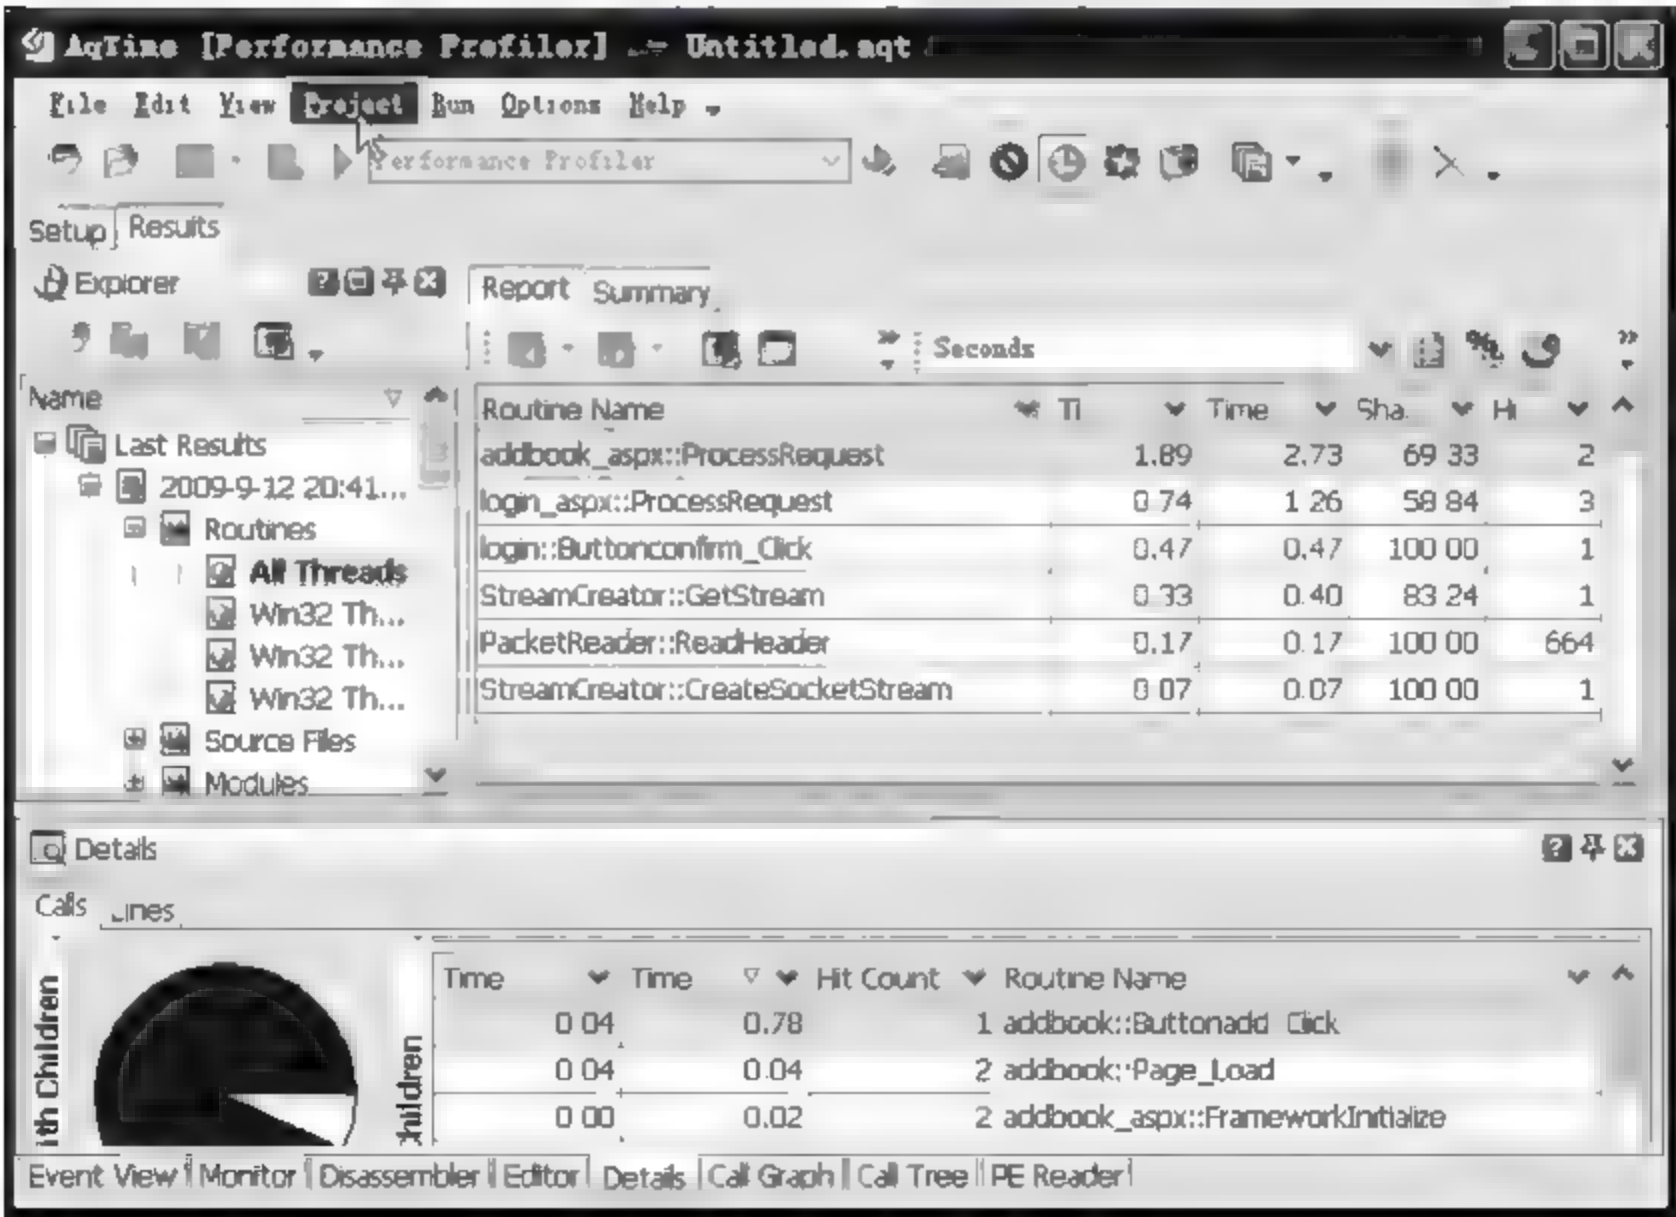 AqTime [Performance Profiler] -- Untitled.aqt
File Edit View Project Run Options Help
Performance Profiler
Setup Results
Explorer
Report Summary
Seconds
Name
Routine Name Ti Time Sha. Hi
Last Results
addbook_aspx::ProcessRequest 1.89 2.73 69.33 2
2009-9-12 20:41...
login_aspx::ProcessRequest 0.74 1.26 58.84 3
Routines
login::Buttonconfirm_Click 0.47 0.47 100.00 1
All Threads
StreamCreator::GetStream 0.33 0.40 83.24 1
Win32 Th...
PacketReader::ReadHeader 0.17 0.17 100.00 664
Win32 Th...
StreamCreator::CreateSocketStream 0.07 0.07 100.00 1
Win32 Th...
Source Files
Modules
Details
Calls Lines
ith Children
hildren
Time Time Hit Count Routine Name
0.04 0.78 1 addbook::Buttonadd_Click
0.04 0.04 2 addbook::Page_Load
0.00 0.02 2 addbook_aspx::FrameworkInitialize
Event View Monitor Disassembler Editor Details Call Graph Call Tree PE Reader